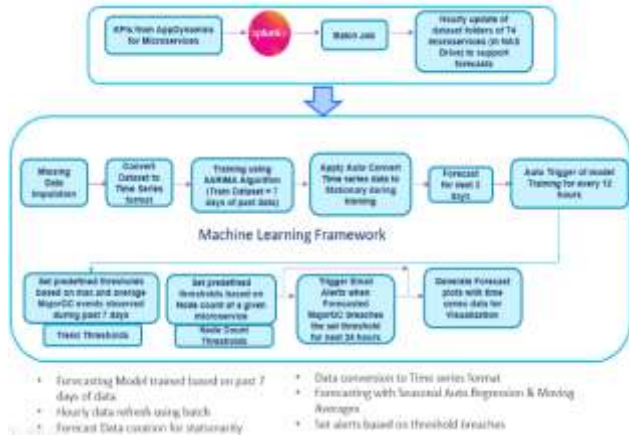 KPIs from AppDynamics
for Microservices
splunk
Batch Job
Hourly update of
dataset folders of 74
microservices (in NAS
Drive) to support
forecasts
Missing
Data
Imputation
Convert
Dataset to
Time Series
format
Training using
SARIMA Algorithm
(Train Dataset = 7
days of past data)
Apply Auto Convert
Time series data to
Stationary during
training
Forecast
for next 2
days
Auto Trigger of model
Training for every 12
hours
Machine Learning Framework
Set predefined thresholds
based on max and average
MajorGC events observed
during past 7 days
Trend Thresholds
Set predefined
thresholds based on
Node count of a given
microservice
Node Count
Thresholds
Trigger Email
Alerts when
Forecasted
MajorGC breaches
the set threshold
for next 24 hours
Generate Forecast
plots with time
series data for
Visualization
• Forecasting Model trained based on past 7
days of data
• Hourly data refresh using batch
• Forecast Data curation for stationarity
• Data conversion to Time series format
• Forecasting with Seasonal Auto Regression & Moving
Averages
• Set alerts based on threshold breaches